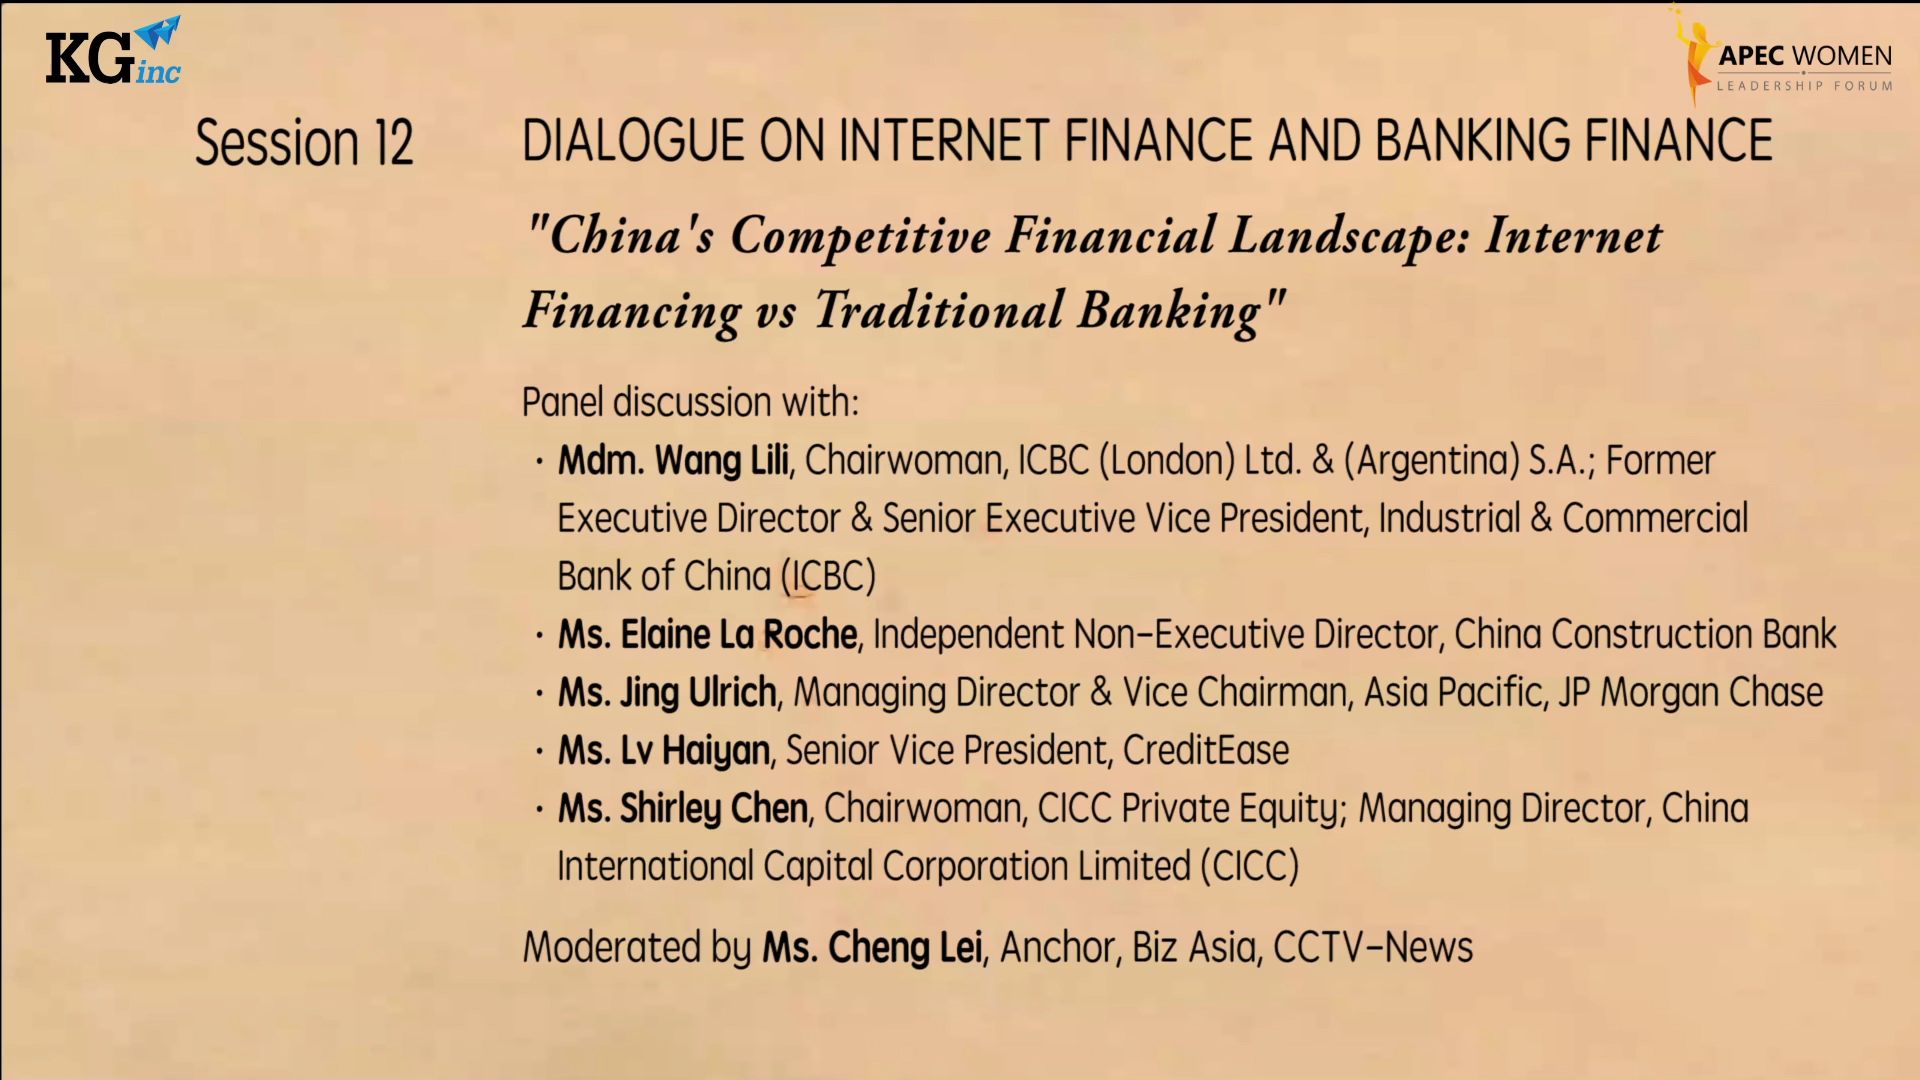 KGinc
APEC WOMEN
LEADERSHIP FORUM
Session 12
DIALOGUE ON INTERNET FINANCE AND BANKING FINANCE
"China's Competitive Financial Landscape: Internet
Financing vs Traditional Banking"
Panel discussion with:
· Mdm. Wang Lili, Chairwoman, ICBC (London) Ltd. & (Argentina) S.A.; Former
Executive Director & Senior Executive Vice President, Industrial & Commercial
Bank of China (ICBC)
· Ms. Elaine La Roche, Independent Non-Executive Director, China Construction Bank
· Ms. Jing Ulrich, Managing Director & Vice Chairman, Asia Pacific, JP Morgan Chase
· Ms. Lv Haiyan, Senior Vice President, CreditEase
· Ms. Shirley Chen, Chairwoman, CICC Private Equity; Managing Director, China
International Capital Corporation Limited (CICC)
Moderated by Ms. Cheng Lei, Anchor, Biz Asia, CCTV-News